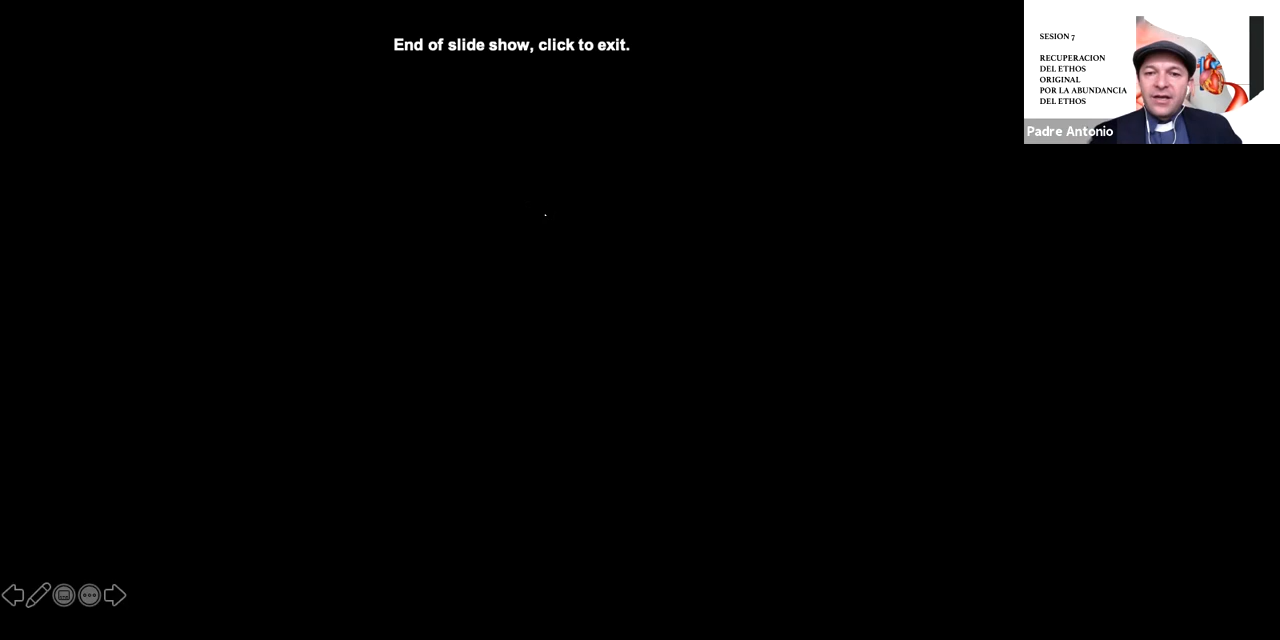 End of slide show, click to exit.
SESION 7
RECUPERACION
DEL ETHOS
ORIGINAL
POR LA ABUNDANCIA
DEL ETHOS
Padre Antonio